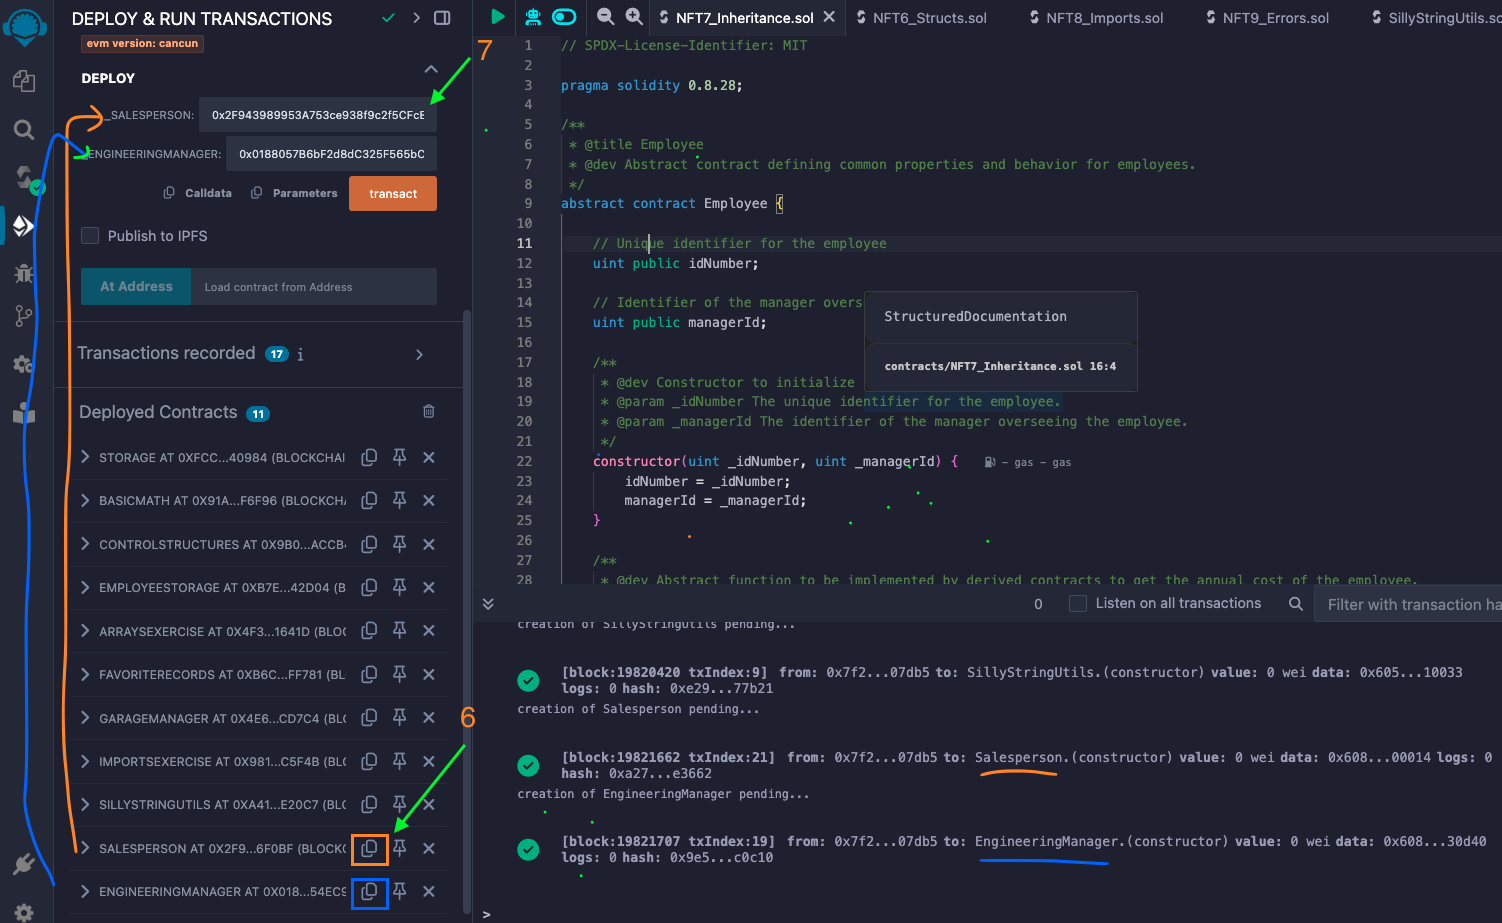 DEPLOY & RUN TRANSACTIONS
evm version: cancun
DEPLOY
_SALESPERSON:
0x2F943989953A753ce938f9c2f5CFcE
ENGINEERINGMANAGER:
0x0188057B6bF2d8dC325F565bC
Calldata
Parameters
transact
Publish to IPFS
At Address
Load contract from Address
Transactions recorded 17 i
Deployed Contracts 11
STORAGE AT 0XFCC...40984 (BLOCKCHAI
BASICMATH AT 0X91A...F6F96 (BLOCKCHA
CONTROLSTRUCTURES AT 0X9B0...ACCB
EMPLOYEESTORAGE AT 0XB7E...42D04 (B
ARRAYSEXERCISE AT 0X4F3...1641D (BLOC
FAVORITERECORDS AT 0XB6C...FF781 (BL
GARAGEMANAGER AT 0X4E6...CD7C4 (BLC
IMPORTSEXERCISE AT 0X981...C5F4B (BLO
SILLYSTRINGUTILS AT 0XA41...E20C7 (BLC
SALESPERSON AT 0X2F9...6F0BF (BLOCKC
ENGINEERINGMANAGER AT 0X018...54EC9
6
7
NFT7_Inheritance.sol
NFT6_Structs.sol
NFT8_Imports.sol
NFT9_Errors.sol
SillyStringUtils.so
1 // SPDX-License-Identifier: MIT
2
3 pragma solidity 0.8.28;
4
5 /**
6 * @title Employee
7 * @dev Abstract contract defining common properties and behavior for employees.
8 */
9 abstract contract Employee {
10
11 // Unique identifier for the employee
12 uint public idNumber;
13
14 // Identifier of the manager overs
15 uint public managerId;
16
17 /**
18 * @dev Constructor to initialize
19 * @param _idNumber The unique identifier for the employee.
20 * @param _managerId The identifier of the manager overseeing the employee.
21 */
22 constructor(uint _idNumber, uint _managerId) { - gas - gas
23 idNumber = _idNumber;
24 managerId = _managerId;
25 }
26
27 /**
28 * @dev Abstract function to be implemented by derived contracts to get the annual cost of the employee.
StructuredDocumentation
contracts/NFT7_Inheritance.sol 16:4
0
Listen on all transactions
Filter with transaction ha
creation of SillyStringUtils pending...
[block:19820420 txIndex:9] from: 0x7f2...07db5 to: SillyStringUtils.(constructor) value: 0 wei data: 0x605...10033
logs: 0 hash: 0xe29...77b21
creation of Salesperson pending...
[block:19821662 txIndex:21] from: 0x7f2...07db5 to: Salesperson.(constructor) value: 0 wei data: 0x608...00014 logs: 0
hash: 0xa27...e3662
creation of EngineeringManager pending...
[block:19821707 txIndex:19] from: 0x7f2...07db5 to: EngineeringManager.(constructor) value: 0 wei data: 0x608...30d40
logs: 0 hash: 0x9e5...c0c10
>